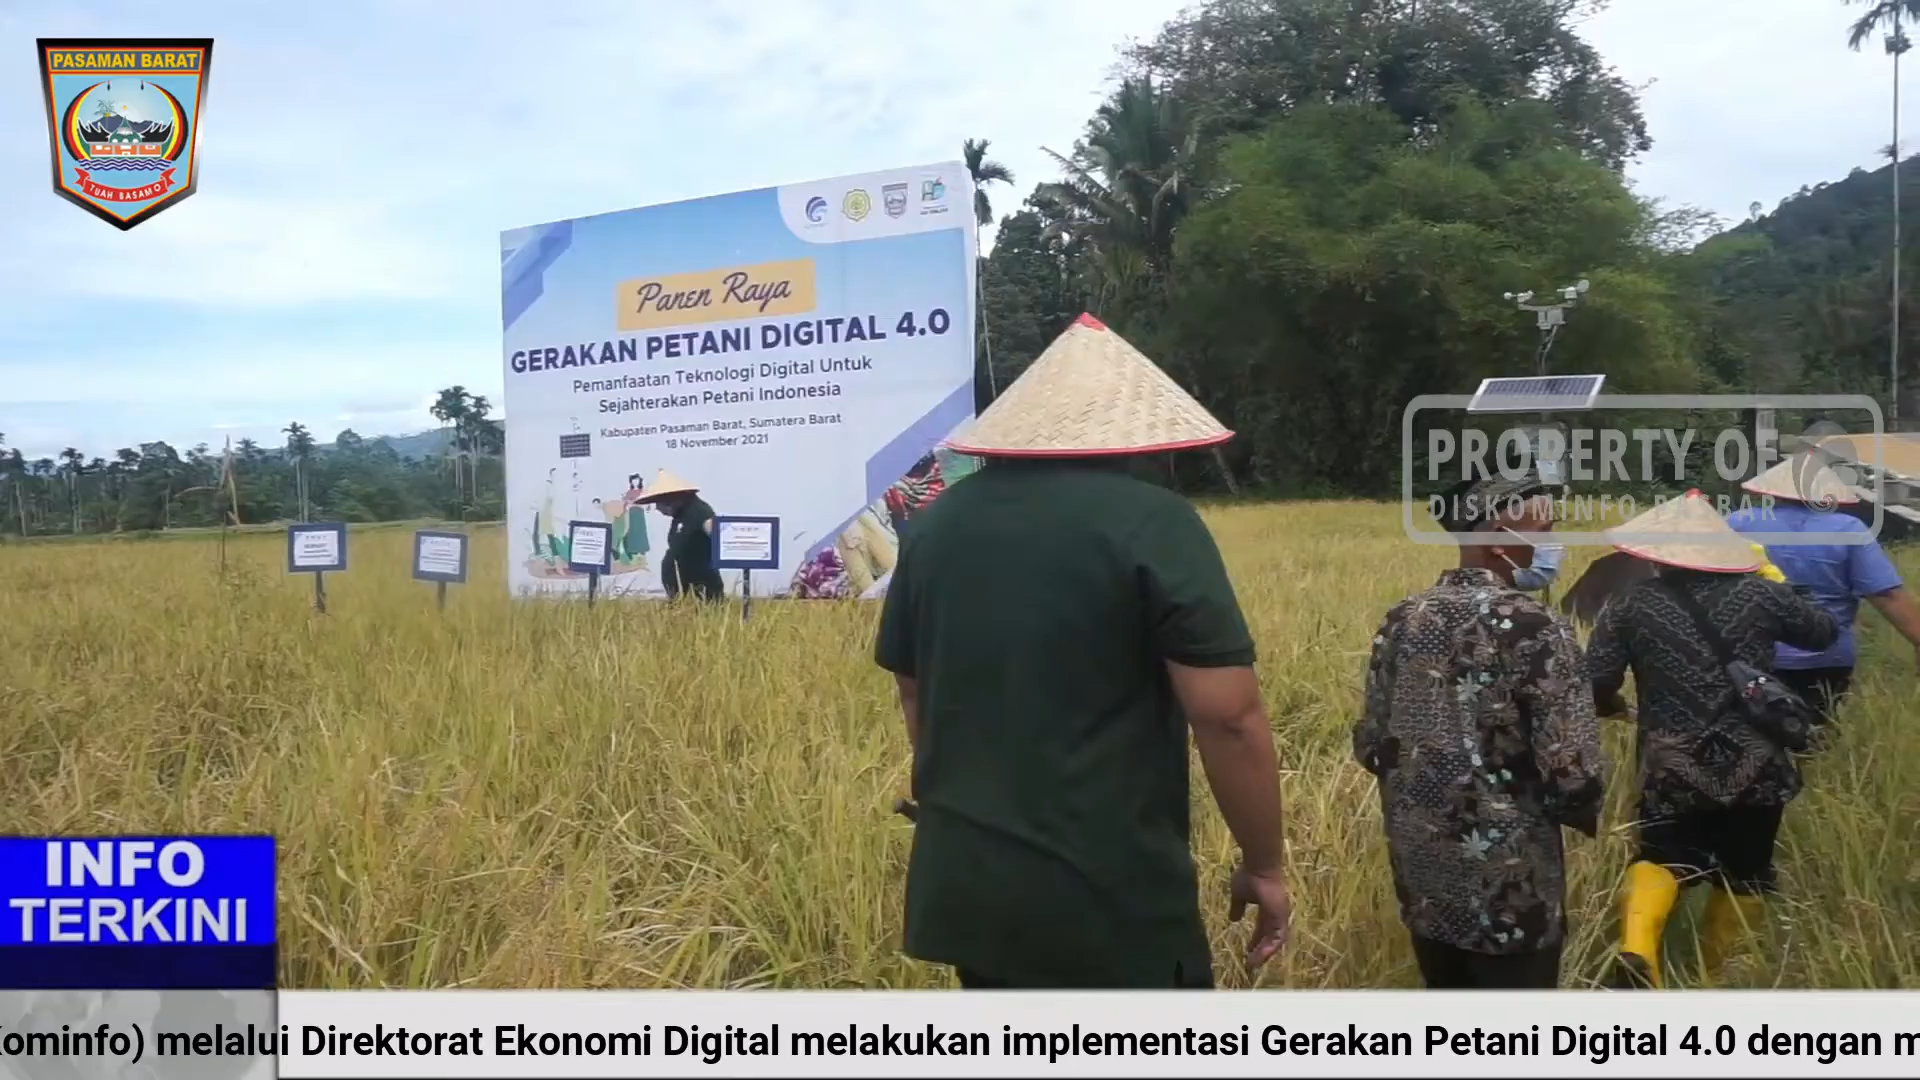 PASAMAN BARAT
TUAH BASAMO
Panen Raya
GERAKAN PETANI DIGITAL 4.0
Pemanfaatan Teknologi Digital Untuk
Sejahterakan Petani Indonesia
Kabupaten Pasaman Barat, Sumatera Barat
18 November 2021
PROPERTY OF
DISKOMINFO PASBAR
INFO
TERKINI
Kominfo) melalui Direktorat Ekonomi Digital melakukan implementasi Gerakan Petani Digital 4.0 dengan